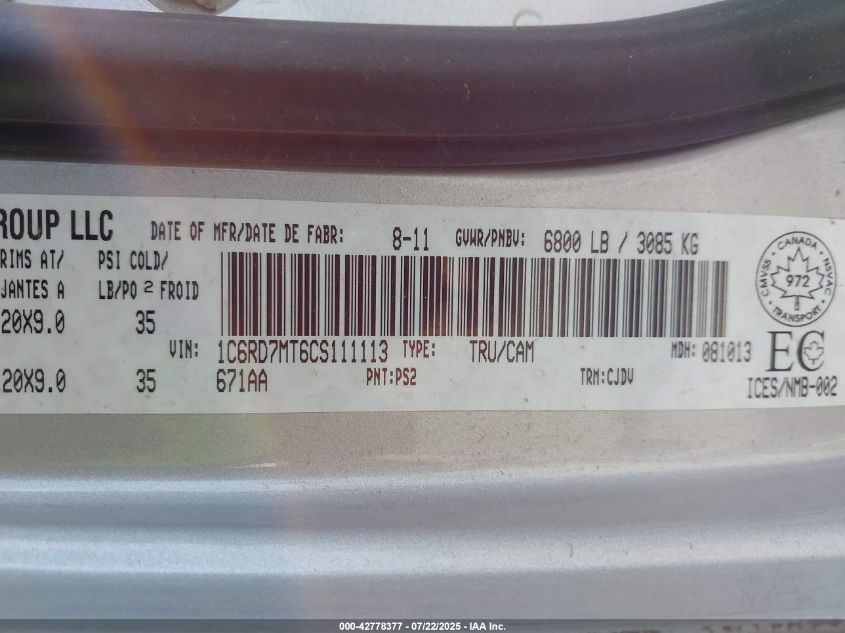 ROUP LLC DATE OF MFR/DATE DE FABR: 8-11 GVWR/PNBV: 6800 LB / 3085 KG
RIMS AT/ PSI COLD/
JANTES A LB/PO 2 FROID
20X9.0 35
VIN: 1C6RD7MT6CS111113 TYPE: TRU/CAM MDH: 081013
20X9.0 35 671AA PNT:PS2 TRM:CJDV
CANADA
CMVSS 972 NSVAC
TRANSPORT
EC
ICES/NMB-002
000-42778377 - 07/22/2025 - IAA Inc.